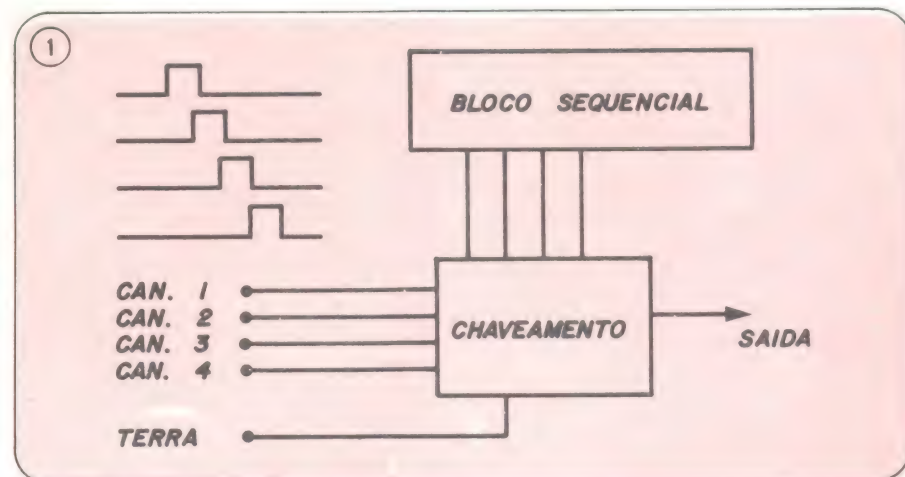 1
BLOCO SEQUENCIAL
CAN. 1
CAN. 2
CAN. 3
CAN. 4
CHAVEAMENTO
SAIDA
TERRA